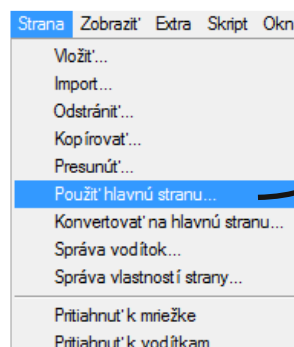 Strana Zobraziť Extra Skript Okn
Vložiť...
Import...
Odstrániť...
Kopírovať...
Presunúť...
Použiť hlavnú stranu...
Konvertovať na hlavnú stranu...
Správa vodítok...
Správa vlastností strany...
Pritiahnuť k mriežke
Pritiahnuť k vodítkam